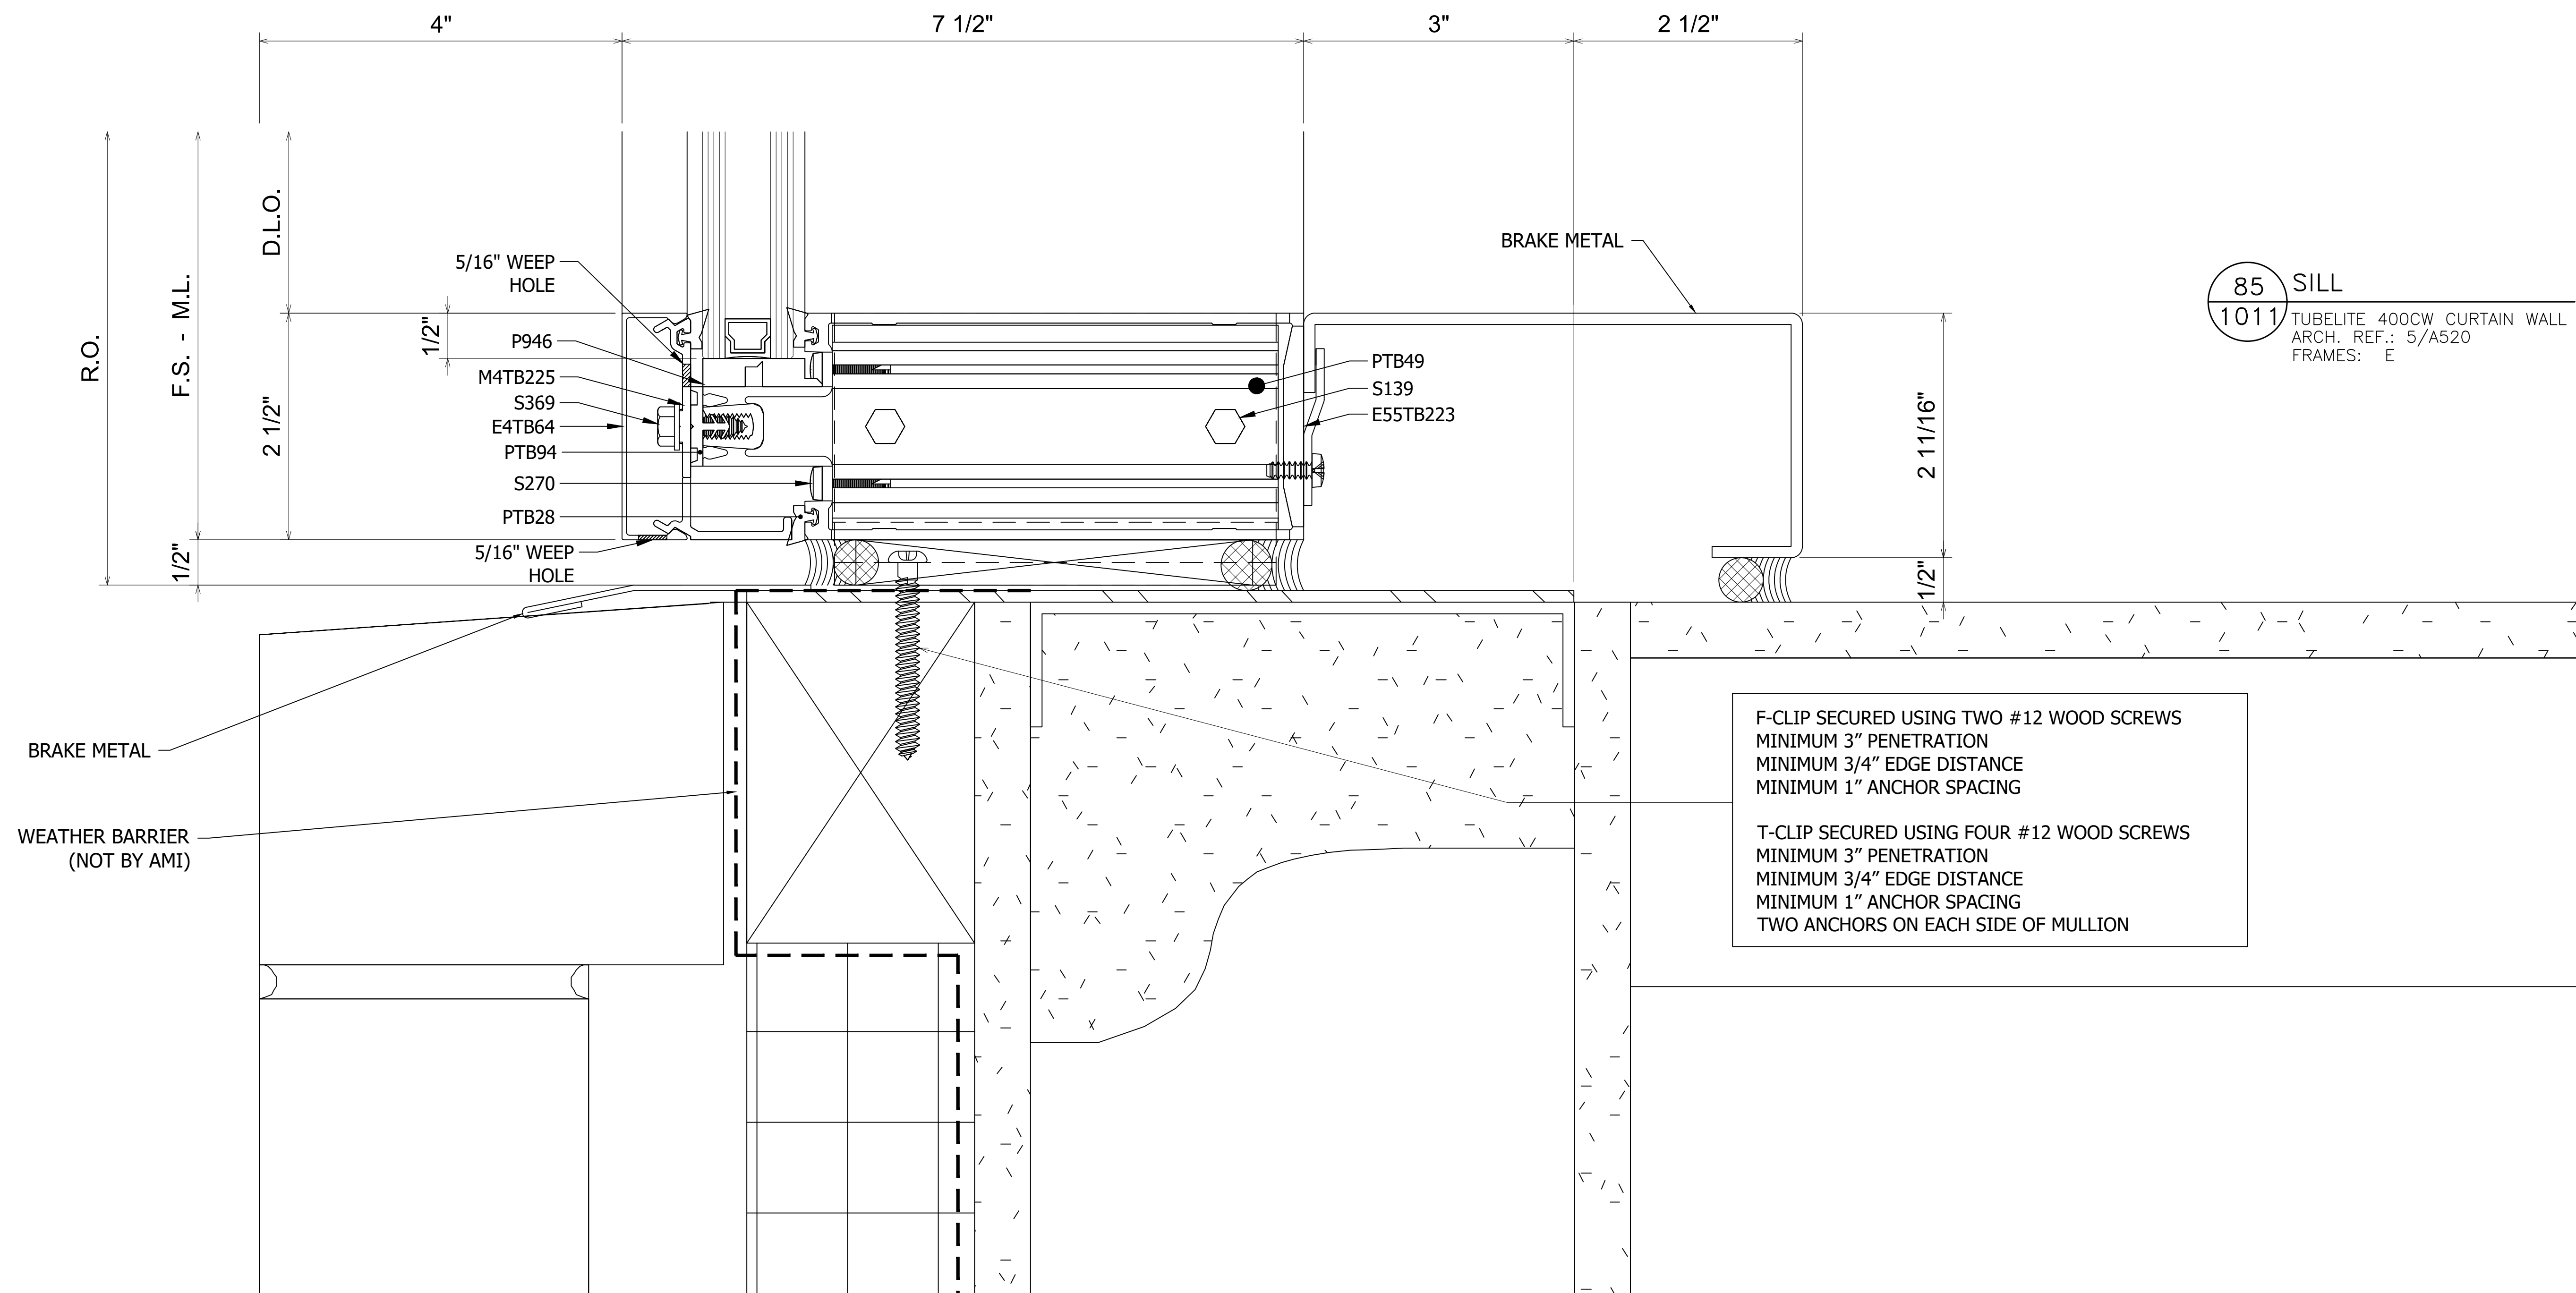 4"
7 1/2"
3"
2 1/2"
R.O.
F.S. - M.L.
D.L.O.
2 1/2"
1/2"
1/2"
5/16" WEEP
HOLE
P946
M4TB225
S369
E4TB64
PTB94
S270
PTB28
5/16" WEEP
HOLE
BRAKE METAL
PTB49
S139
E55TB223
2 11/16"
1/2"
85
1011
SILL
TUBELITE 400CW CURTAIN WALL
ARCH. REF.: 5/A520
FRAMES: E
BRAKE METAL
WEATHER BARRIER
(NOT BY AMI)
F-CLIP SECURED USING TWO #12 WOOD SCREWS
MINIMUM 3" PENETRATION
MINIMUM 3/4" EDGE DISTANCE
MINIMUM 1" ANCHOR SPACING
T-CLIP SECURED USING FOUR #12 WOOD SCREWS
MINIMUM 3" PENETRATION
MINIMUM 3/4" EDGE DISTANCE
MINIMUM 1" ANCHOR SPACING
TWO ANCHORS ON EACH SIDE OF MULLION